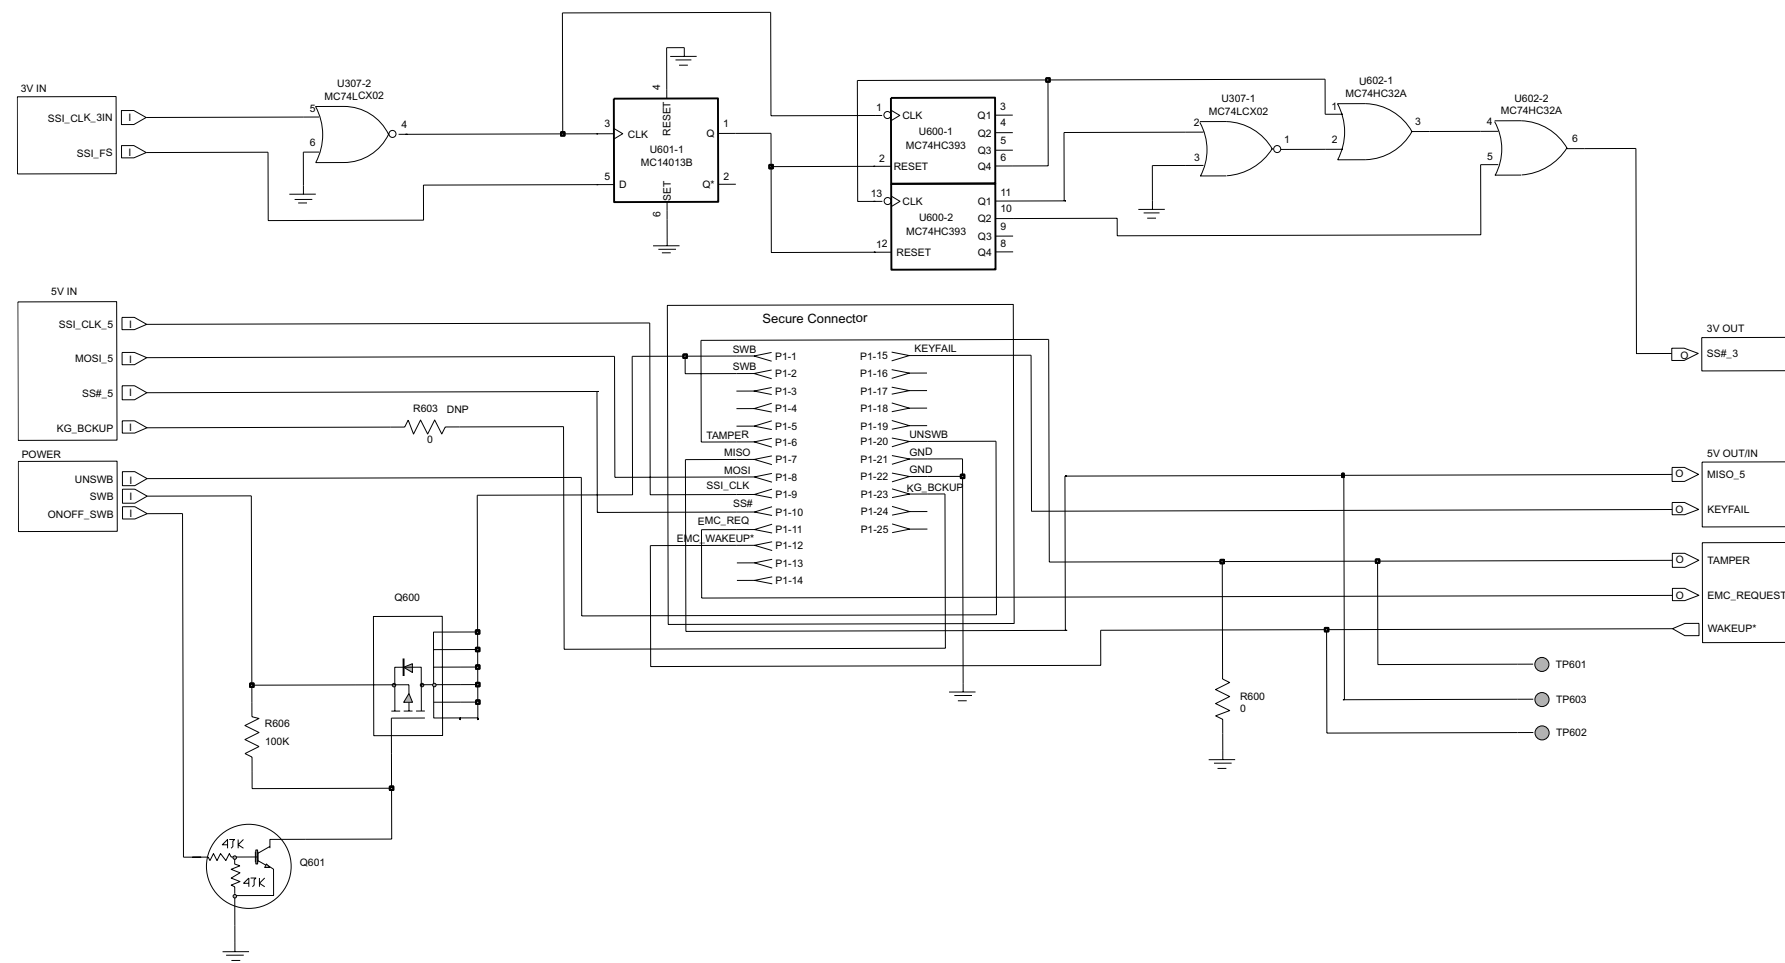 3V IN
SSI_CLK_3IN
I
SSI_FS
I
U307-2
MC74LCX02
5
6
4
4
RESET
3
CLK
Q
1
U601-1
MC14013B
5
D
Q*
2
SET
6
1
CLK
Q1
3
U600-1
Q2
4
MC74HC393
Q3
5
2
RESET
Q4
6
13
CLK
Q1
11
U600-2
Q2
10
MC74HC393
Q3
9
12
RESET
Q4
8
U307-1
MC74LCX02
2
3
1
U602-1
MC74HC32A
1
2
3
U602-2
MC74HC32A
4
5
6
3V OUT
O
SS#_3
5V IN
SSI_CLK_5
I
MOSI_5
I
SS#_5
I
KG_BCKUP
I
R603 DNP
0
POWER
UNSWB
I
SWB
I
ONOFF_SWB
I
Secure Connector
SWB
P1-1
SWB
P1-2
P1-3
P1-4
P1-5
TAMPER
P1-6
MISO
P1-7
MOSI
P1-8
SSI_CLK
P1-9
SS#
P1-10
EMC_REQ
P1-11
EMC_WAKEUP*
P1-12
P1-13
P1-14
P1-15
KEYFAIL
P1-16
P1-17
P1-18
P1-19
P1-20
UNSWB
P1-21
GND
P1-22
GND
P1-23
KG_BCKUP
P1-24
P1-25
5V OUT/IN
O
MISO_5
O
KEYFAIL
O
TAMPER
O
EMC_REQUEST
WAKEUP*
TP601
TP603
TP602
R600
0
Q600
R606
100K
47K
47K
Q601